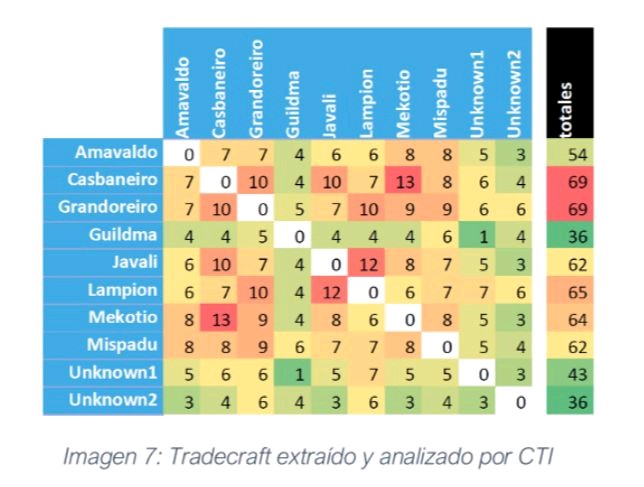 Amavaldo Casbaneiro Grandoreiro Guildma Javali Lampion Mekotio Mispadu Unknown1 Unknown2 totales
Amavaldo 0 7 7 4 6 6 8 8 5 3 54
Casbaneiro 7 0 10 4 10 7 13 8 6 4 69
Grandoreiro 7 10 0 5 7 10 9 9 6 6 69
Guildma 4 4 5 0 4 4 4 6 1 4 36
Javali 6 10 7 4 0 12 8 7 5 3 62
Lampion 6 7 10 4 12 0 6 7 7 6 65
Mekotio 8 13 9 4 8 6 0 8 5 3 64
Mispadu 8 8 9 6 7 7 8 0 5 4 62
Unknown1 5 6 6 1 5 7 5 5 0 3 43
Unknown2 3 4 6 4 3 6 3 4 3 0 36
Imagen 7: Tradecraft extraído y analizado por CTI